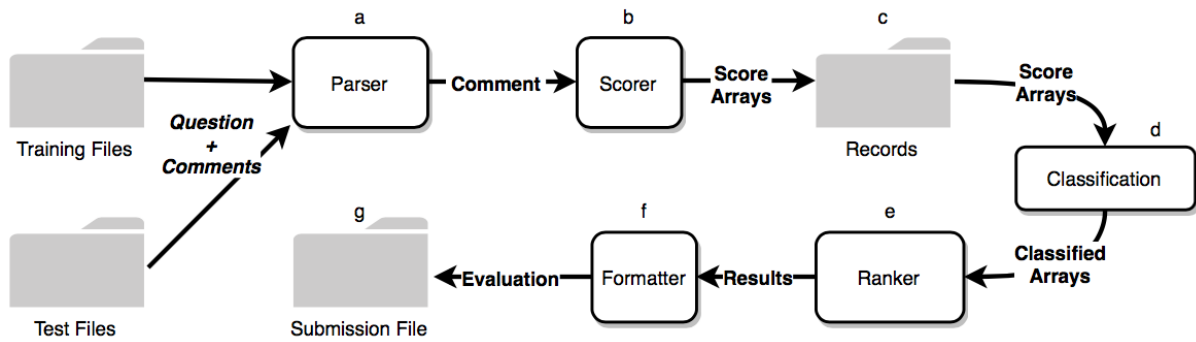 a
b
c
Parser
Comment
Scorer
Score
Arrays
Score
Arrays
Training Files
Question
+
Comments
Records
d
Classification
g
f
e
Classified
Arrays
Test Files
Submission File
Evaluation
Formatter
Results
Ranker